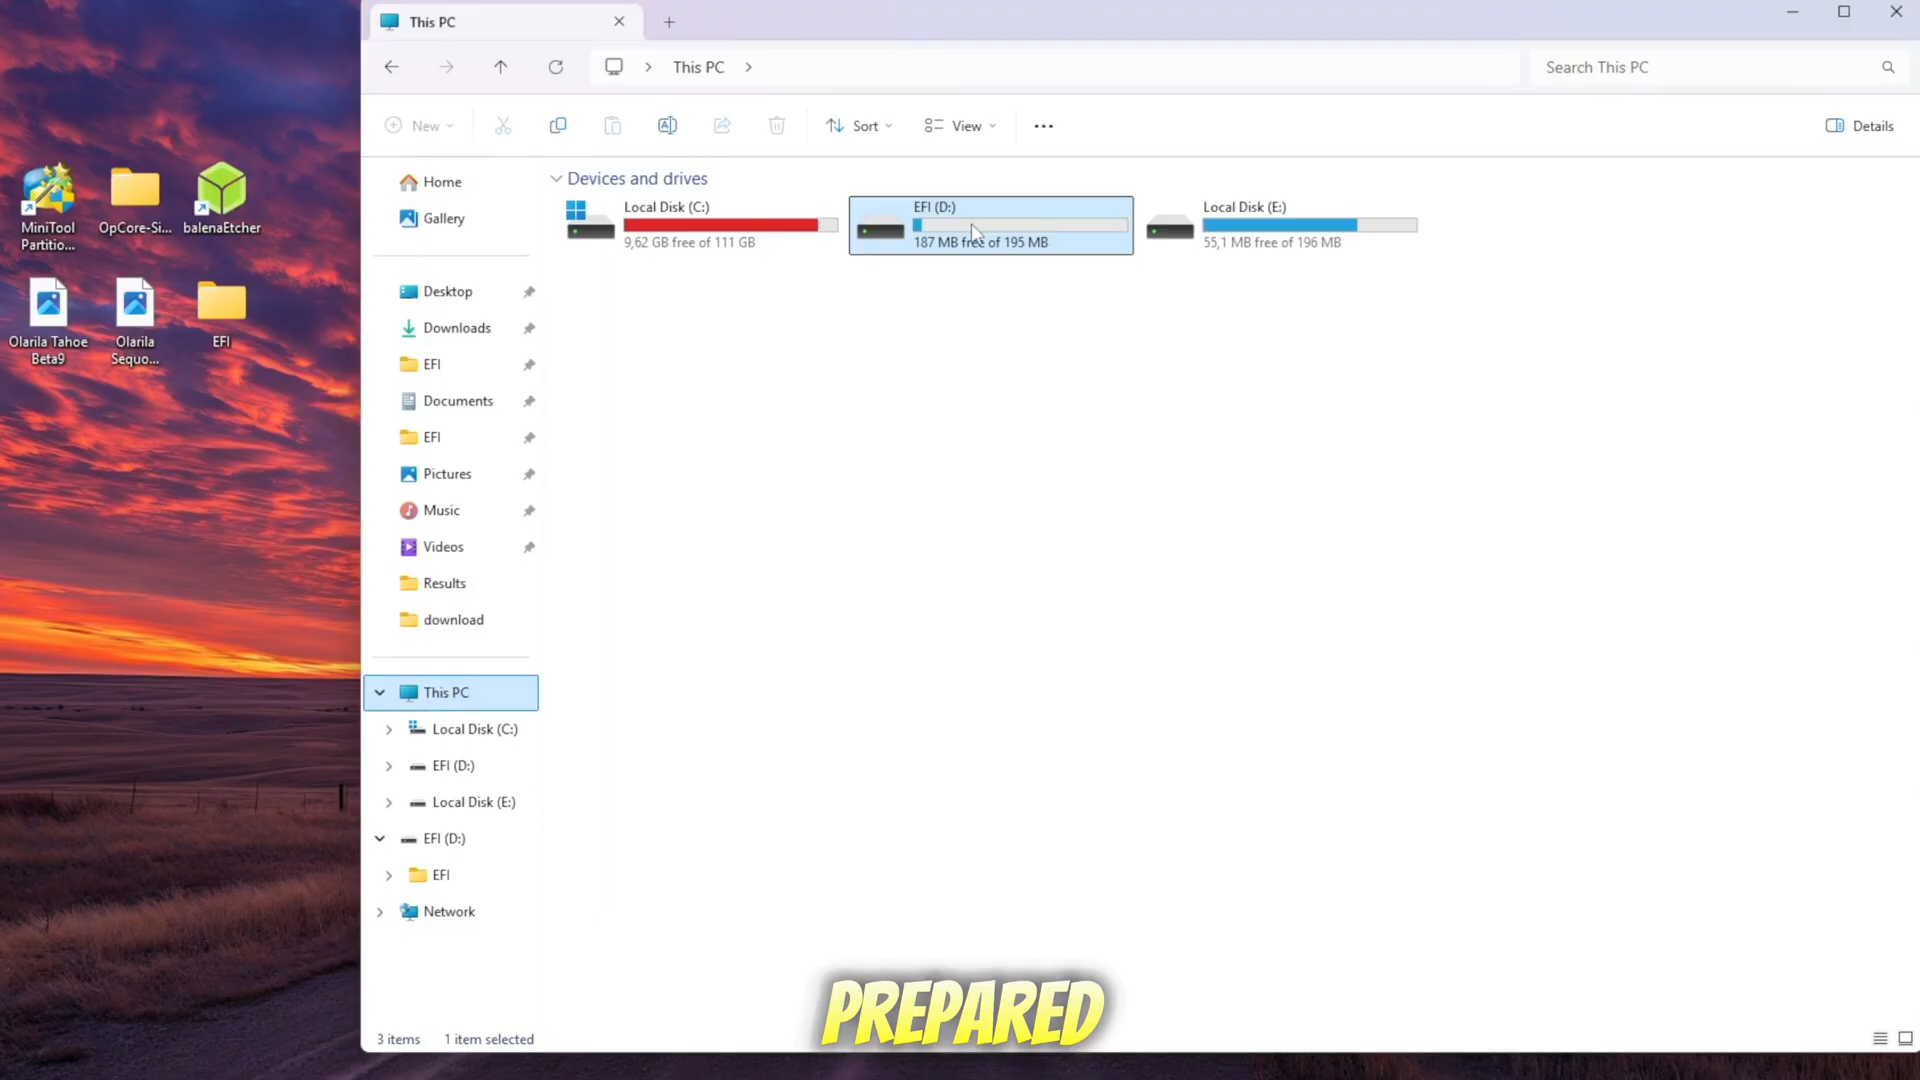 This PC
This PC
Search This PC
New
Sort
View
Details
MiniTool
Partitio...
OpCore-Si...
balenaEtcher
Olarila Tahoe
Beta9
Olarila
Sequo...
EFI
Home
Gallery
Desktop
Downloads
EFI
Documents
EFI
Pictures
Music
Videos
Results
download
This PC
Local Disk (C:)
EFI (D:)
Local Disk (E:)
EFI (D:)
EFI
Network
Devices and drives
Local Disk (C:)
9,62 GB free of 111 GB
EFI (D:)
187 MB free of 195 MB
Local Disk (E:)
55,1 MB free of 196 MB
PREPARED
3 items
1 item selected